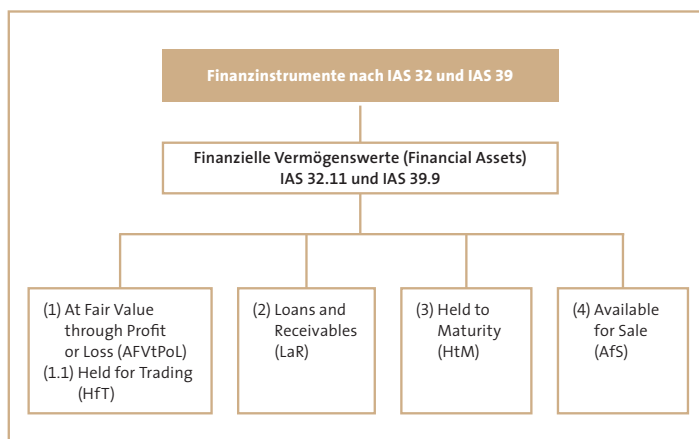 Finanzinstrumente nach IAS 32 und IAS 39
Finanzielle Vermögenswerte (Financial Assets)
IAS 32.11 und IAS 39.9
(1) At Fair Value
through Profit
or Loss (AFVtPoL)
(1.1) Held for Trading
(HfT)
(2) Loans and
Receivables
(LaR)
(3) Held to
Maturity
(HtM)
(4) Available
for Sale
(AfS)